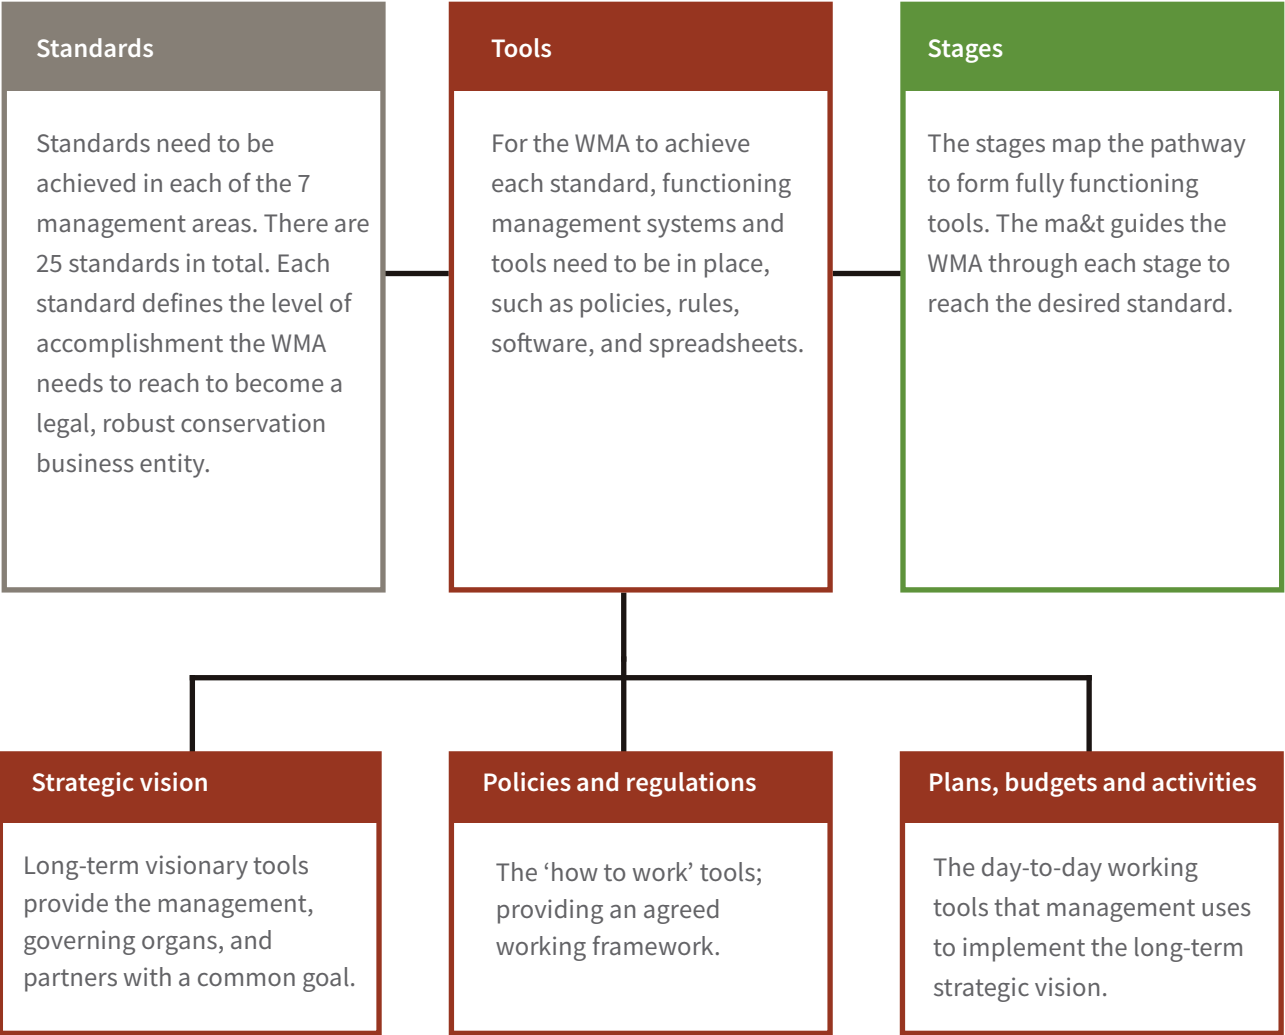 Standards
Standards need to be
achieved in each of the 7
management areas. There are
25 standards in total. Each
standard defines the level of
accomplishment the WMA
needs to reach to become a
legal, robust conservation
business entity.
Tools
For the WMA to achieve
each standard, functioning
management systems and
tools need to be in place,
such as policies, rules,
software, and spreadsheets.
Stages
The stages map the pathway
to form fully functioning
tools. The ma&t guides the
WMA through each stage to
reach the desired standard.
Strategic vision
Long-term visionary tools
provide the management,
governing organs, and
partners with a common goal.
Policies and regulations
The ‘how to work’ tools;
providing an agreed
working framework.
Plans, budgets and activities
The day-to-day working
tools that management uses
to implement the long-term
strategic vision.